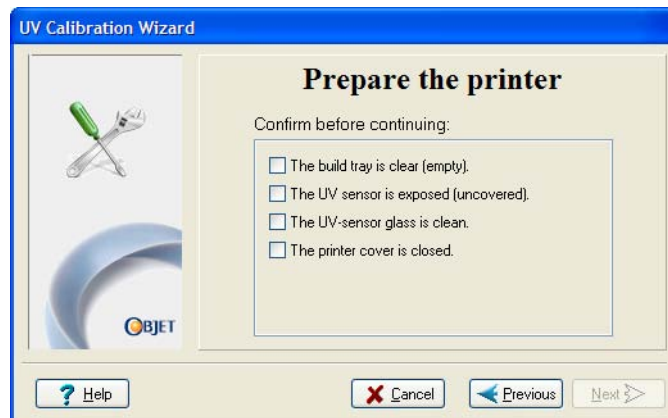 UV Calibration Wizard
Prepare the printer
Confirm before continuing:
The build tray is clear (empty).
The UV sensor is exposed (uncovered).
The UV-sensor glass is clean.
The printer cover is closed.
OBJET
Help
Cancel
Previous
Next